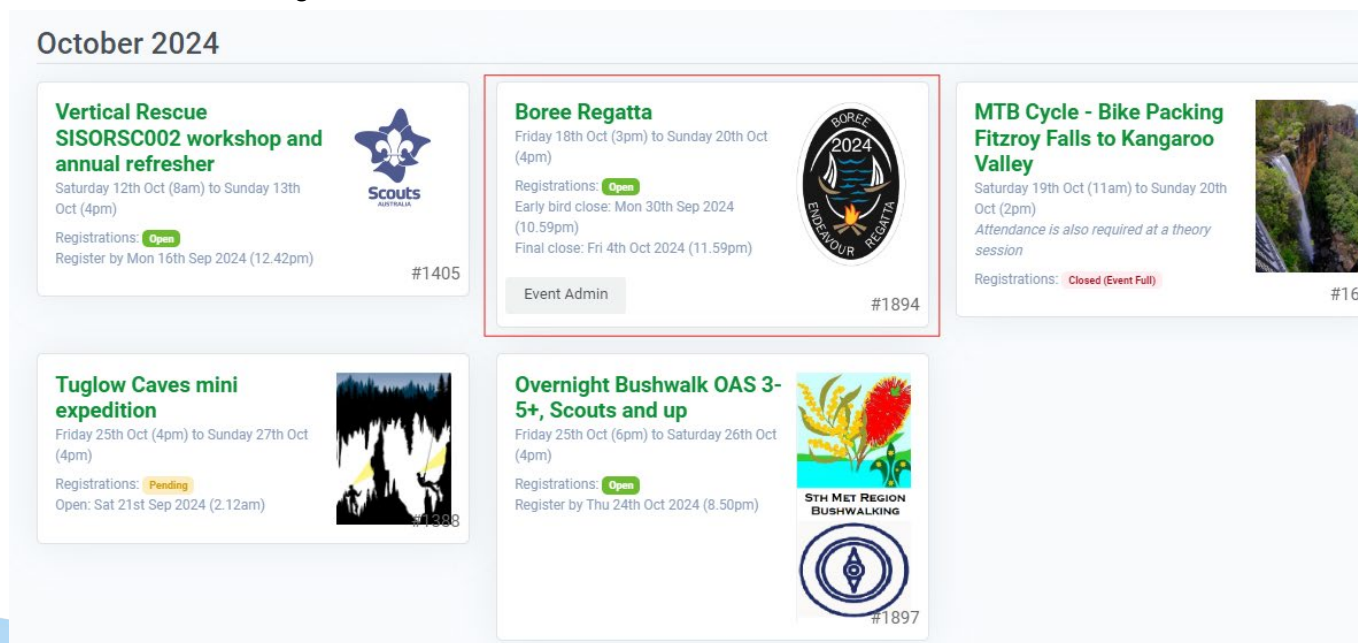 October 2024
Vertical Rescue
SISORSC002 workshop and
annual refresher
Saturday 12th Oct (8am) to Sunday 13th
Oct (4pm)
Registrations: Open
Register by Mon 16th Sep 2024 (12.42pm)
Scouts
AUSTRALIA
#1405
Boree Regatta
Friday 18th Oct (3pm) to Sunday 20th Oct
(4pm)
Registrations: Open
Early bird close: Mon 30th Sep 2024
(10.59pm)
Final close: Fri 4th Oct 2024 (11.59pm)
Event Admin
BOREE
2024
ENDEAVOUR REGATTA
#1894
MTB Cycle - Bike Packing
Fitzroy Falls to Kangaroo
Valley
Saturday 19th Oct (11am) to Sunday 20th
Oct (2pm)
Attendance is also required at a theory
session
Registrations: Closed (Event Full)
#16
Tuglow Caves mini
expedition
Friday 25th Oct (4pm) to Sunday 27th Oct
(4pm)
Registrations: Pending
Open: Sat 21st Sep 2024 (2.12am)
#1388
Overnight Bushwalk OAS 3-
5+, Scouts and up
Friday 25th Oct (6pm) to Saturday 26th Oct
(4pm)
Registrations: Open
Register by Thu 24th Oct 2024 (8.50pm)
STH MET REGION
BUSHWALKING
#1897